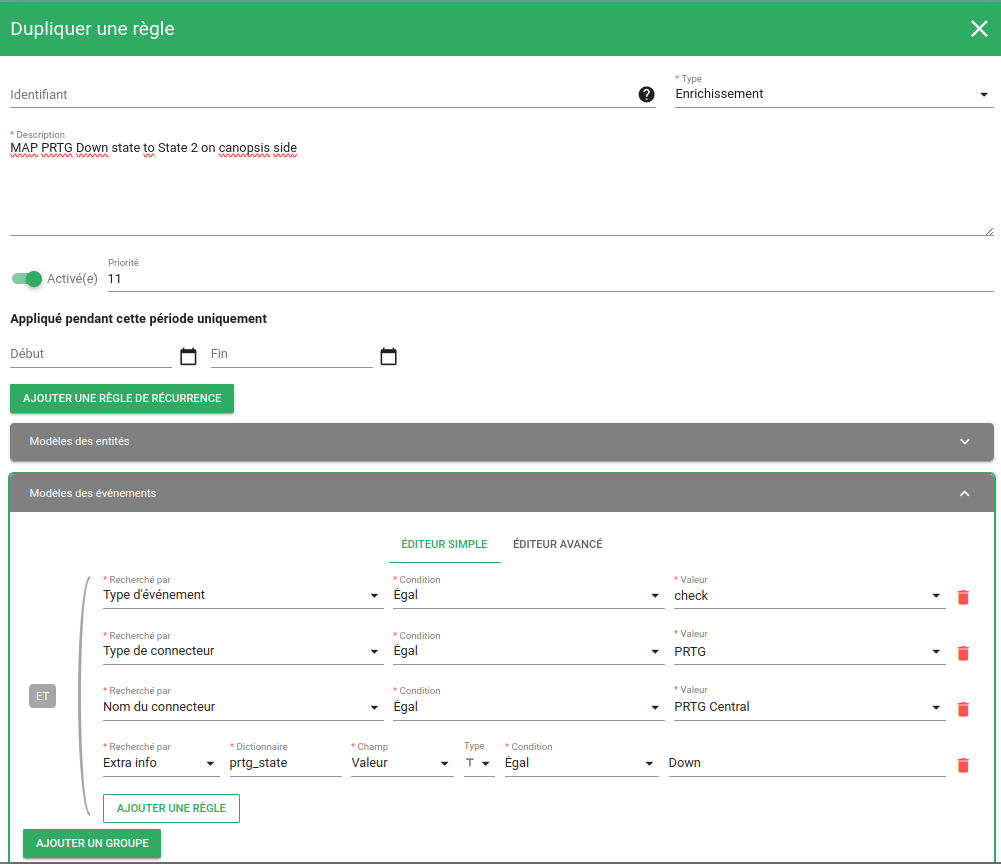 Dupliquer une règle
Identifiant
?
* Type
Enrichissement
* Description
MAP PRTG Down state to State 2 on canopsis side
Activé(e)
Priorité
11
Appliqué pendant cette période uniquement
Début
Fin
AJOUTER UNE RÈGLE DE RÉCURRENCE
Modèles des entités
Modèles des événements
ÉDITEUR SIMPLE ÉDITEUR AVANCÉ
* Recherché par * Condition * Valeur
Type d'événement Égal check
* Recherché par * Condition * Valeur
Type de connecteur Égal PRTG
ET
* Recherché par * Condition * Valeur
Nom du connecteur Égal PRTG Central
* Recherché par * Dictionnaire * Champ Type * Condition
Extra info prtg_state Valeur T Égal Down
AJOUTER UNE RÈGLE
AJOUTER UN GROUPE